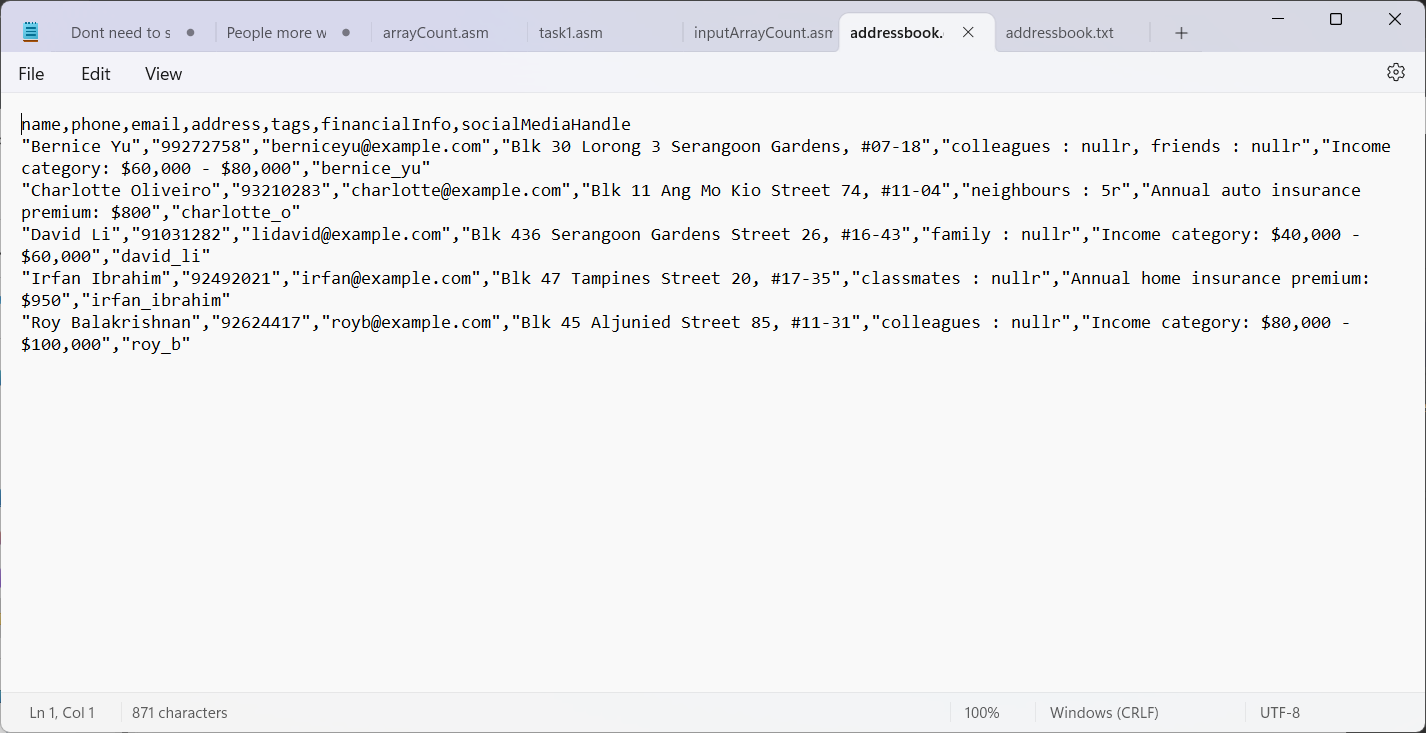 Dont need to s
People more w
arrayCount.asm
task1.asm
inputArrayCount.asm
addressbook.
addressbook.txt
File
Edit
View
name,phone,email,address,tags,financialInfo,socialMediaHandle
"Bernice Yu","99272758","berniceyu@example.com","Blk 30 Lorong 3 Serangoon Gardens, #07-18","colleagues : nullr, friends : nullr","Income
category: $60,000 - $80,000","bernice_yu"
"Charlotte Oliveiro","93210283","charlotte@example.com","Blk 11 Ang Mo Kio Street 74, #11-04","neighbours : 5r","Annual auto insurance
premium: $800","charlotte_o"
"David Li","91031282","lidavid@example.com","Blk 436 Serangoon Gardens Street 26, #16-43","family : nullr","Income category: $40,000 -
$60,000","david_li"
"Irfan Ibrahim","92492021","irfan@example.com","Blk 47 Tampines Street 20, #17-35","classmates : nullr","Annual home insurance premium:
$950","irfan_ibrahim"
"Roy Balakrishnan","92624417","royb@example.com","Blk 45 Aljunied Street 85, #11-31","colleagues : nullr","Income category: $80,000 -
$100,000","roy_b"
Ln 1, Col 1
871 characters
100%
Windows (CRLF)
UTF-8